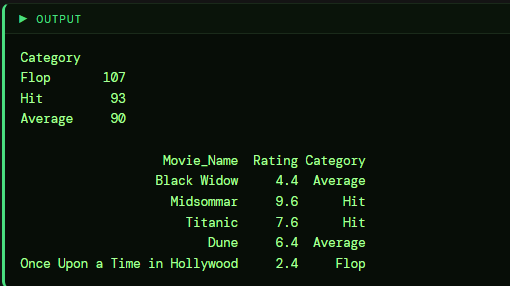 ▶ OUTPUT
Category
Flop 107
Hit 93
Average 90
Movie_Name Rating Category
Black Widow 4.4 Average
Midsommar 9.6 Hit
Titanic 7.6 Hit
Dune 6.4 Average
Once Upon a Time in Hollywood 2.4 Flop